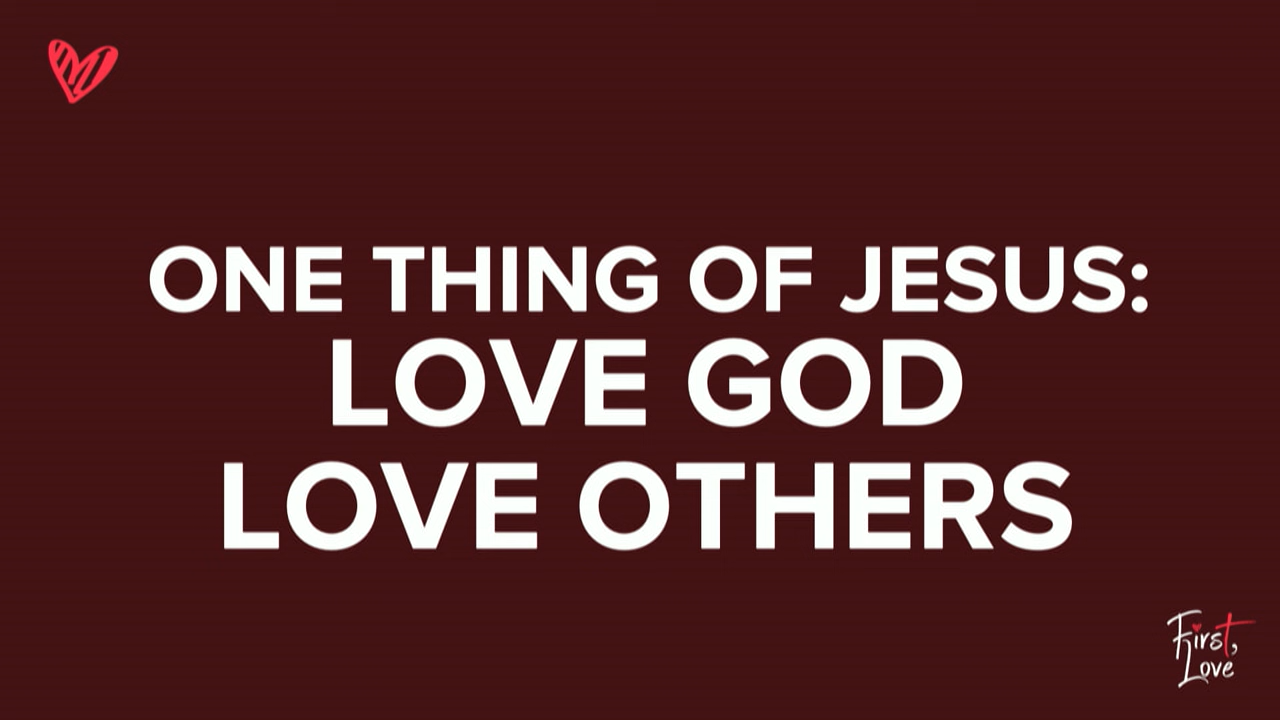 ONE THING OF JESUS:
LOVE GOD
LOVE OTHERS
First,
Love